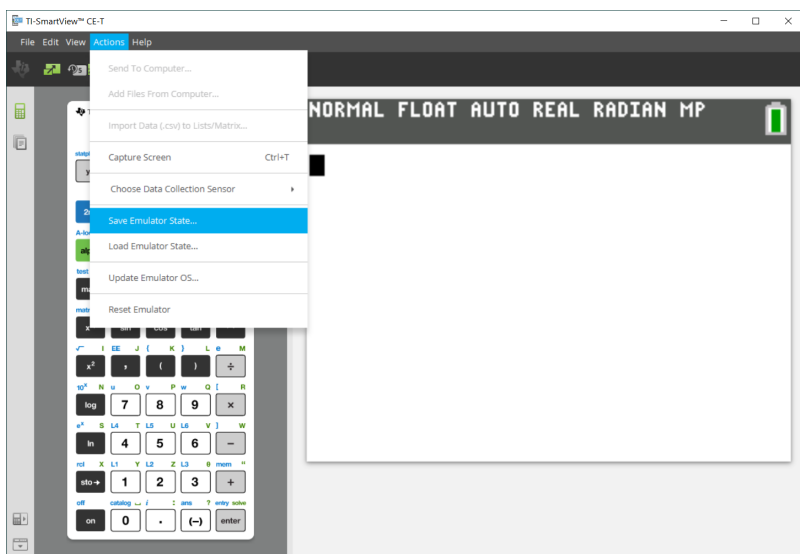 TI-SmartView™ CE-T
File Edit View Actions Help
Send To Computer...
Add Files From Computer...
Import Data (.csv) to Lists/Matrix...
Capture Screen Ctrl+T
Choose Data Collection Sensor
Save Emulator State...
Load Emulator State...
Update Emulator OS...
Reset Emulator
NORMAL FLOAT AUTO REAL RADIAN MP
√ I EE J { K } L e M
x² , ( ) ÷
10ˣ N u O v P w Q [ R
log 7 8 9 ×
eˣ S L4 T L5 U L6 V ] W
ln 4 5 6 −
rcl X L1 Y L2 Z L3 θ mem "
sto→ 1 2 3 +
off catalog i : ans ? entry solve
on 0 . (−) enter